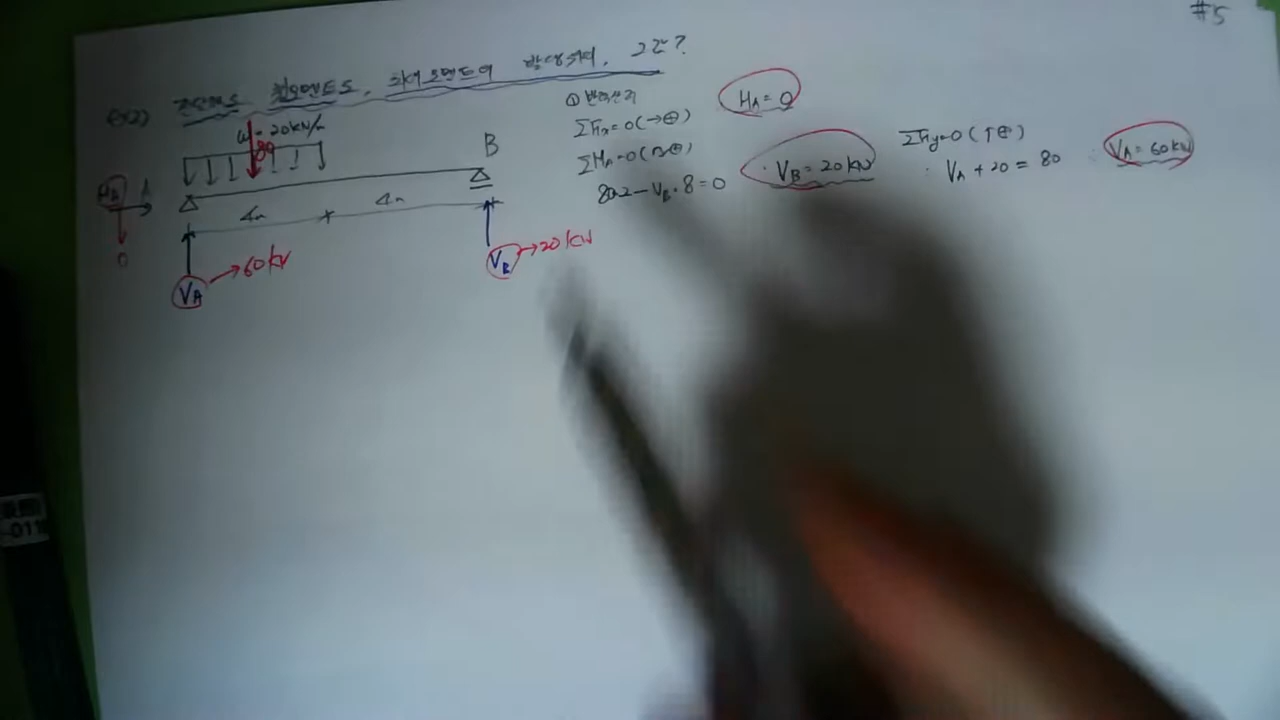 #5
ex2) 전단력도 휨모멘트도, 최대모멘트의 발생위치, 크기?
① 반력산정
ΣFx=0(→⊕)
HA=0
ΣMA=0(⊕)
80·2-VB·8=0
∴ VB=20kN
ΣFy=0(↑⊕)
∴ VA+20=80
∴ VA=60kN
ω=20kN/m
80
B
HA
A
4m
4m
0
VA→60kN
VB→20kN